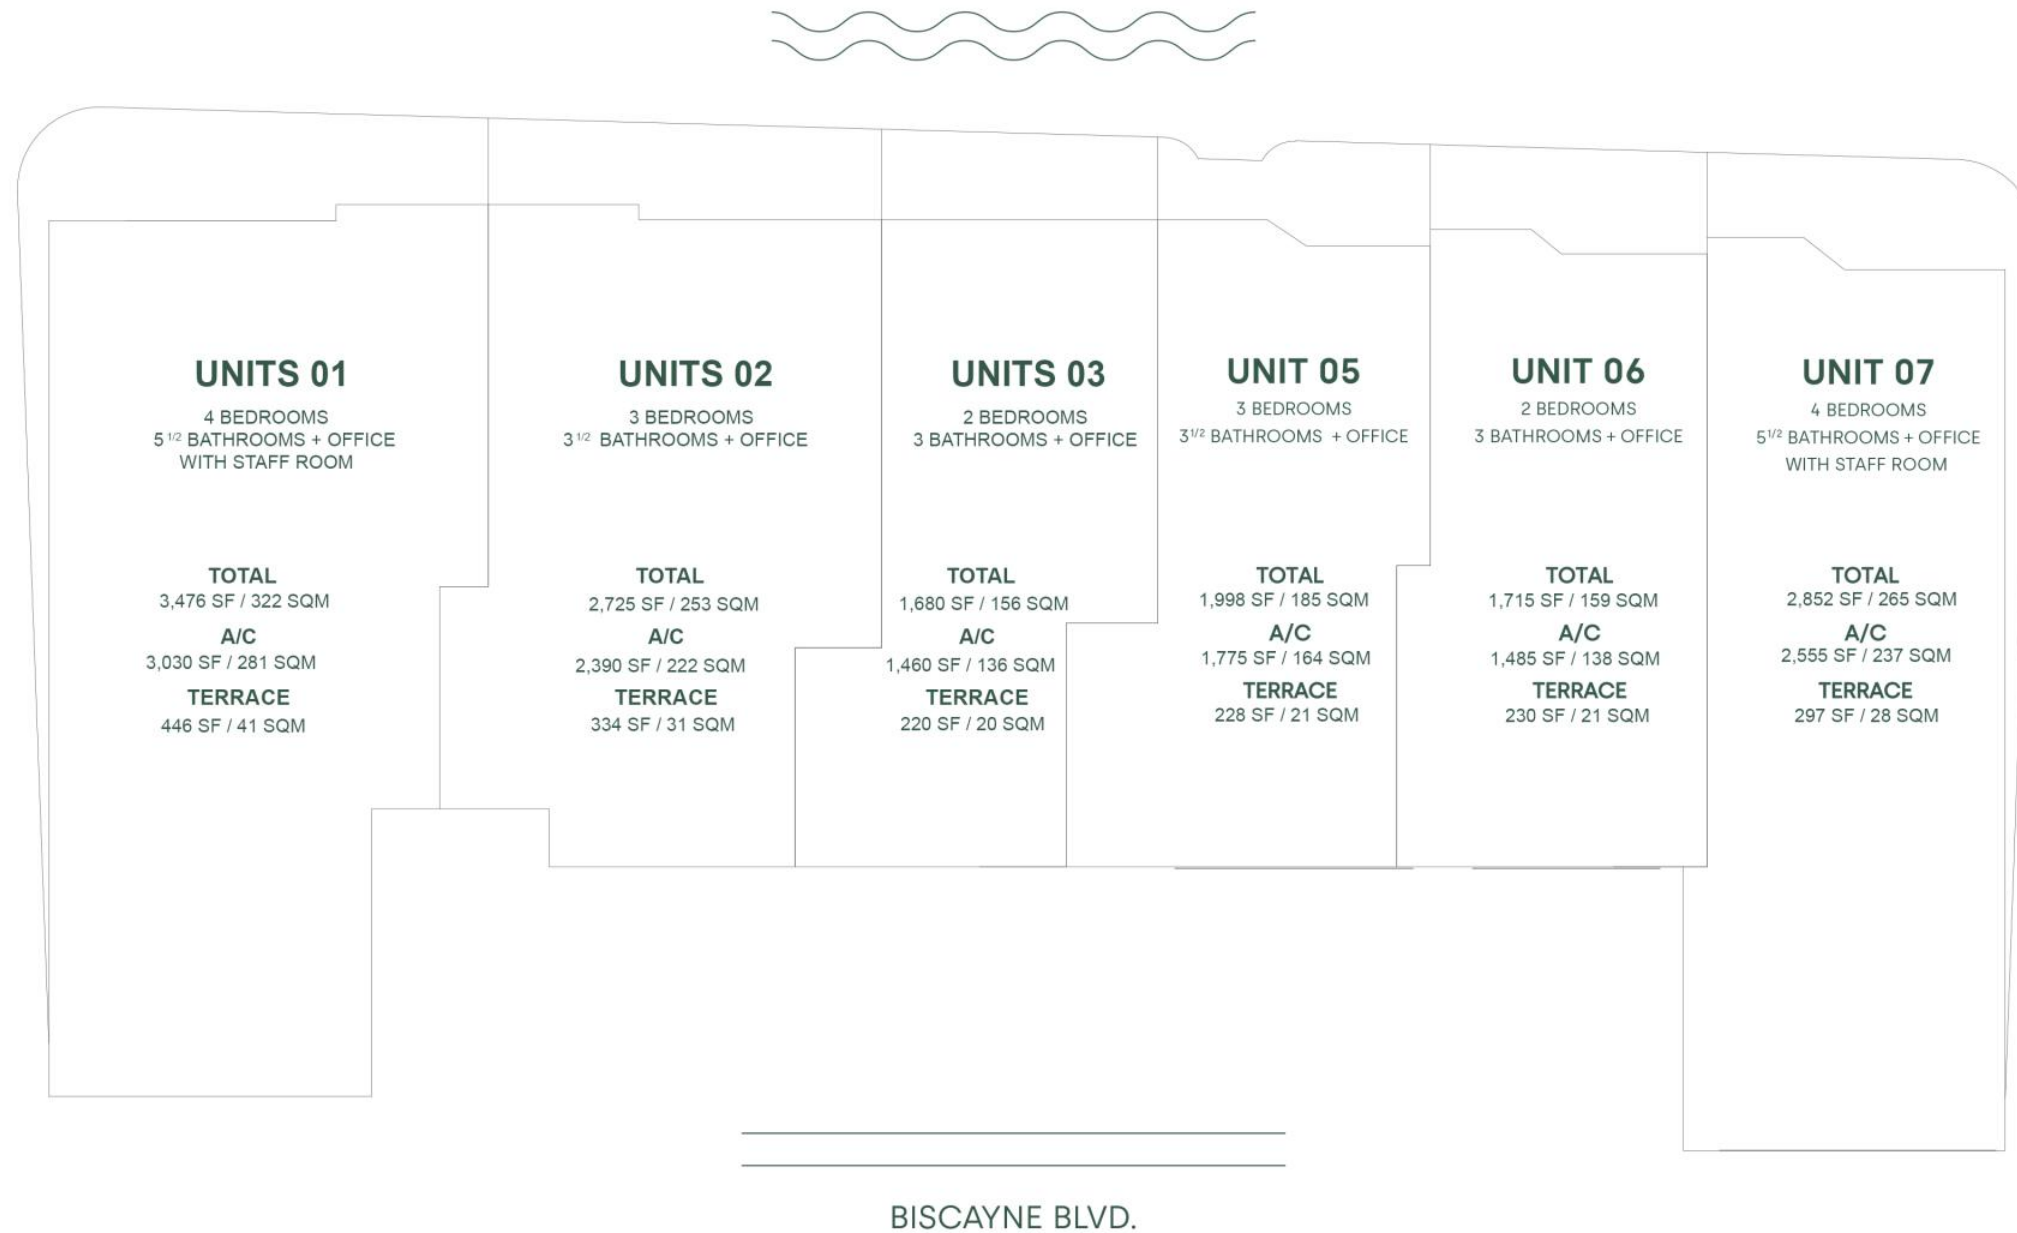 UNITS 01
4 BEDROOMS
5 1/2 BATHROOMS + OFFICE
WITH STAFF ROOM
TOTAL
3,476 SF / 322 SQM
A/C
3,030 SF / 281 SQM
TERRACE
446 SF / 41 SQM
UNITS 02
3 BEDROOMS
3 1/2 BATHROOMS + OFFICE
TOTAL
2,725 SF / 253 SQM
A/C
2,390 SF / 222 SQM
TERRACE
334 SF / 31 SQM
UNITS 03
2 BEDROOMS
3 BATHROOMS + OFFICE
TOTAL
1,680 SF / 156 SQM
A/C
1,460 SF / 136 SQM
TERRACE
220 SF / 20 SQM
UNIT 05
3 BEDROOMS
3 1/2 BATHROOMS + OFFICE
TOTAL
1,998 SF / 185 SQM
A/C
1,775 SF / 164 SQM
TERRACE
228 SF / 21 SQM
UNIT 06
2 BEDROOMS
3 BATHROOMS + OFFICE
TOTAL
1,715 SF / 159 SQM
A/C
1,485 SF / 138 SQM
TERRACE
230 SF / 21 SQM
UNIT 07
4 BEDROOMS
5 1/2 BATHROOMS + OFFICE
WITH STAFF ROOM
TOTAL
2,852 SF / 265 SQM
A/C
2,555 SF / 237 SQM
TERRACE
297 SF / 28 SQM
BISCAYNE BLVD.